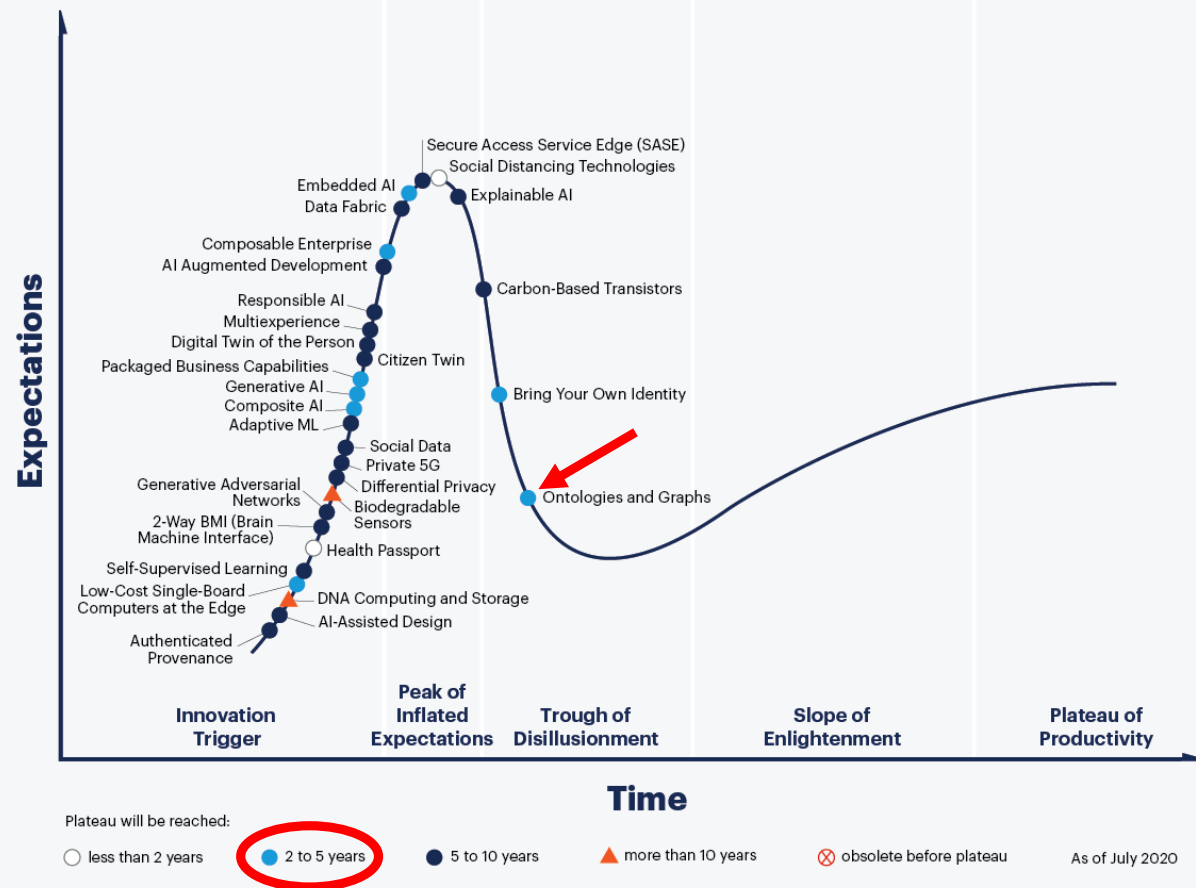 Expectations
Secure Access Service Edge (SASE)
Social Distancing Technologies
Embedded AI
Explainable AI
Data Fabric
Composable Enterprise
AI Augmented Development
Carbon-Based Transistors
Responsible AI
Multiexperience
Digital Twin of the Person
Citizen Twin
Packaged Business Capabilities
Generative AI
Bring Your Own Identity
Composite AI
Adaptive ML
Social Data
Private 5G
Differential Privacy
Generative Adversarial
Networks
Ontologies and Graphs
Biodegradable
Sensors
2-Way BMI (Brain
Machine Interface)
Health Passport
Self-Supervised Learning
Low-Cost Single-Board
Computers at the Edge
DNA Computing and Storage
AI-Assisted Design
Authenticated
Provenance
Innovation
Trigger
Peak of
Inflated
Expectations
Trough of
Disillusionment
Slope of
Enlightenment
Plateau of
Productivity
Time
Plateau will be reached:
less than 2 years
2 to 5 years
5 to 10 years
more than 10 years
obsolete before plateau
As of July 2020